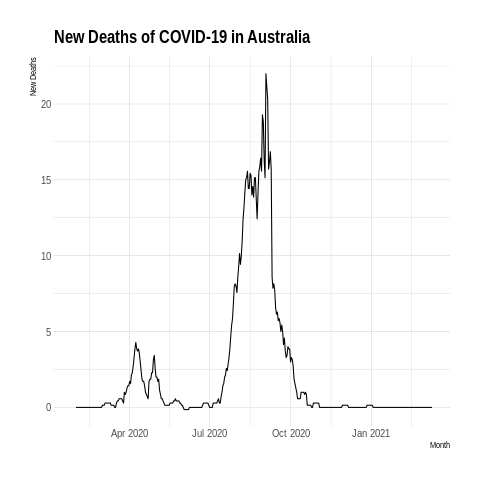 New Deaths of COVID-19 in Australia
New Deaths
20
15
10
5
0
Apr 2020 Jul 2020 Oct 2020 Jan 2021
Month